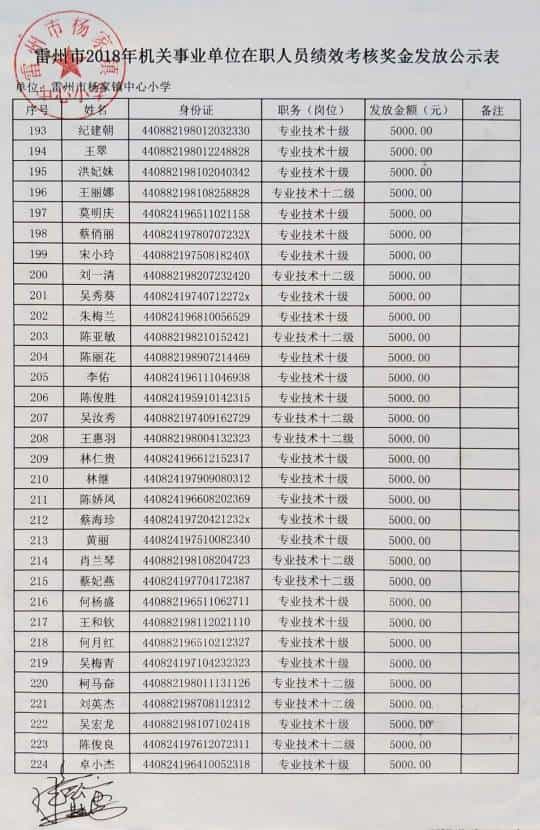 雷州市杨家镇
中心小学
雷州市2018年机关事业单位在职人员绩效考核奖金发放公示表
单位：雷州市杨家镇中心小学
序号 姓名 身份证 职务（岗位） 发放金额（元） 备注
193 纪建朝 440882198012032330 专业技术十级 5000.00
194 王翠 440882198012248828 专业技术十级 5000.00
195 洪妃妹 440882198102040342 专业技术十级 5000.00
196 王丽娜 440882198108258828 专业技术十二级 5000.00
197 莫明庆 440824196511021158 专业技术十级 5000.00
198 蔡俏丽 44082419780707232X 专业技术十级 5000.00
199 宋小玲 44088219750818240X 专业技术十级 5000.00
200 刘一清 440882198207232420 专业技术十二级 5000.00
201 吴秀葵 44082419740712272x 专业技术十级 5000.00
202 朱梅兰 440824196810056529 专业技术十级 5000.00
203 陈亚敏 440882198210152421 专业技术十二级 5000.00
204 陈丽花 440882198907214469 专业技术十级 5000.00
205 李佑 440824196111046938 专业技术十级 5000.00
206 陈俊胜 440824195910142315 专业技术十级 5000.00
207 吴汝秀 440882197409162729 专业技术十二级 5000.00
208 王惠羽 440882198004132323 专业技术十二级 5000.00
209 林仁贵 440824196612152317 专业技术十级 5000.00
210 林继 440824197909080312 专业技术十级 5000.00
211 陈娇凤 440824196608202369 专业技术十级 5000.00
212 蔡海珍 44082419720421232x 专业技术十级 5000.00
213 黄丽 440824197510082340 专业技术十级 5000.00
214 肖兰琴 440882198108204723 专业技术十二级 5000.00
215 蔡妃燕 440824197704172387 专业技术十二级 5000.00
216 何杨盛 440824196511062711 专业技术十级 5000.00
217 王和钦 440882198112021110 专业技术十级 5000.00
218 何月红 440824196510212327 专业技术十级 5000.00
219 吴梅青 440824197104232323 专业技术十级 5000.00
220 柯马奋 440882198011131126 专业技术十二级 5000.00
221 刘英杰 440882198708112312 专业技术十级 5000.00
222 吴宏龙 440882198107102418 专业技术十级 5000.00
223 陈俊良 440824197612072311 专业技术十二级 5000.00
224 卓小杰 440824196410052318 专业技术十级 5000.00